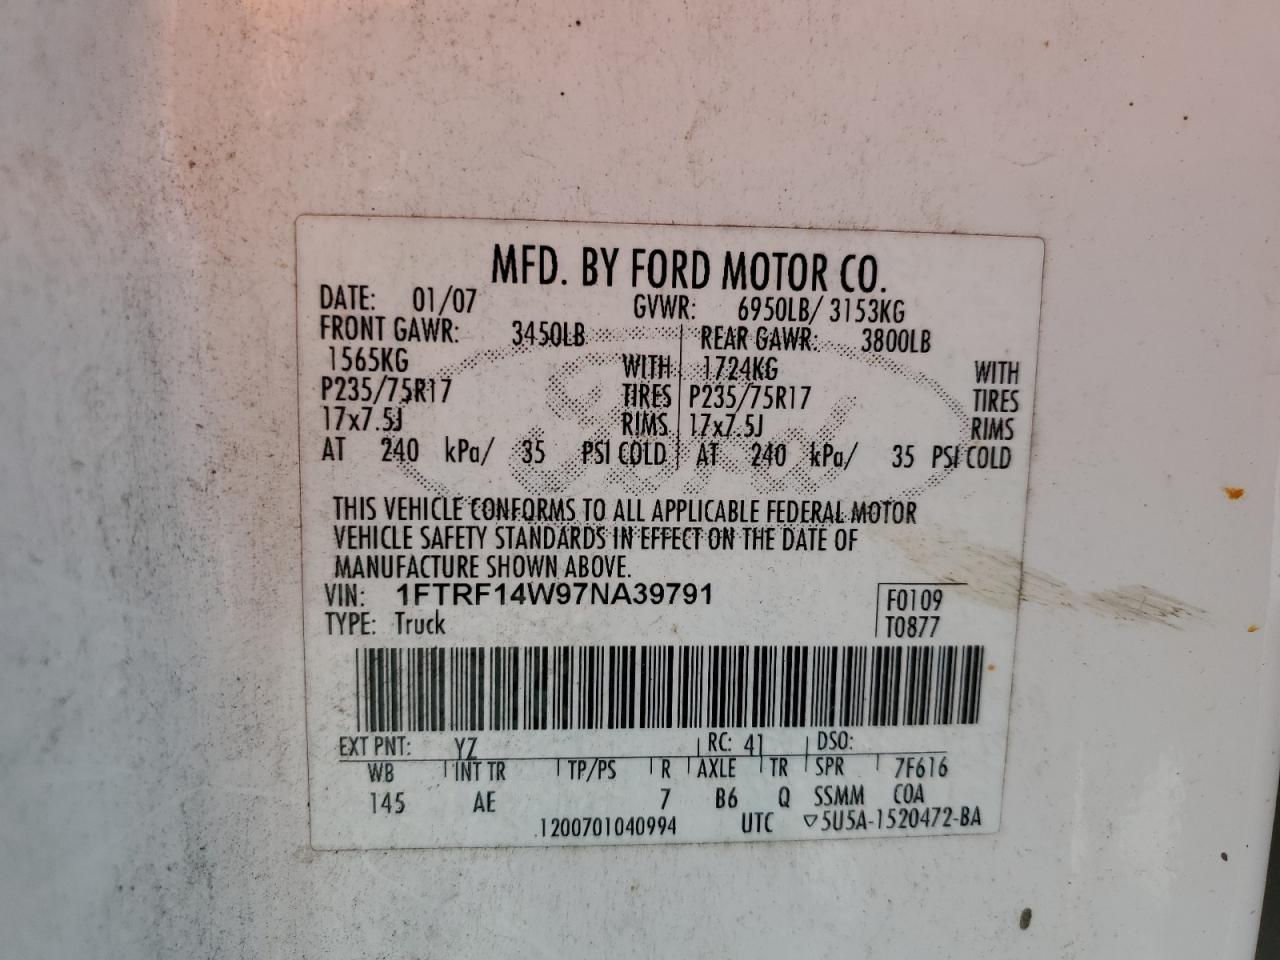 MFD. BY FORD MOTOR CO.
DATE: 01/07 GVWR: 6950LB/ 3153KG
FRONT GAWR: 3450LB REAR GAWR: 3800LB
1565KG WITH 1724KG WITH
P235/75R17 TIRES P235/75R17 TIRES
17x7.5J RIMS 17x7.5J RIMS
AT 240 kPa/ 35 PSI COLD AT 240 kPa/ 35 PSI COLD
THIS VEHICLE CONFORMS TO ALL APPLICABLE FEDERAL MOTOR
VEHICLE SAFETY STANDARDS IN EFFECT ON THE DATE OF
MANUFACTURE SHOWN ABOVE.
VIN: 1FTRF14W97NA39791 F0109
TYPE: Truck T0877
EXT PNT: YZ RC: 41 DSO:
WB INT TR TP/PS R AXLE TR SPR 7F616
145 AE 7 B6 Q SSMM COA
.1200701040994 UTC ▽5U5A-1520472-BA